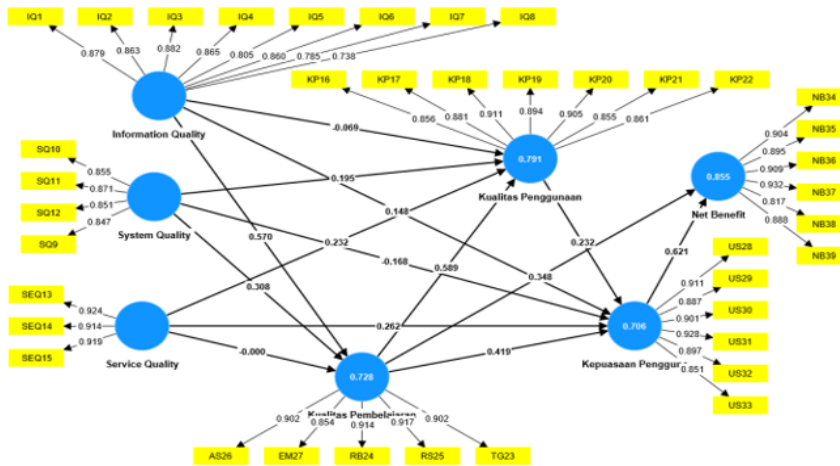 IQ1 IQ2 IQ3 IQ4 IQ5 IQ6 IQ7 IQ8
0.879 0.863 0.882 0.865 0.805 0.860 0.785 0.738
Information Quality
KP16 KP17 KP18 KP19 KP20 KP21 KP22
0.856 0.881 0.911 0.894 0.905 0.855 0.861
0.791
Kualitas Penggunaan
NB34
NB35
NB36
NB37
NB38
NB39
0.904
0.895
0.909
0.932
0.817
0.888
0.855
Net Benefit
SQ10
SQ11
SQ12
SQ9
0.855
0.871
0.851
0.847
System Quality
-0.069
0.195
0.148
0.232
0.570
-0.168
0.308
0.589
0.348
0.232
0.621
0.262
-0.000
0.419
SEQ13
SEQ14
SEQ15
0.924
0.914
0.919
Service Quality
US28
US29
US30
US31
US32
US33
0.911
0.887
0.901
0.928
0.897
0.851
0.706
Kepuasaan
0.728
Kualitas Pembelajaran
0.902 0.854 0.914 0.917 0.902
AS26 EM27 RB24 RS25 TG23